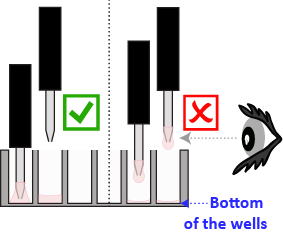 Bottom
of the wells